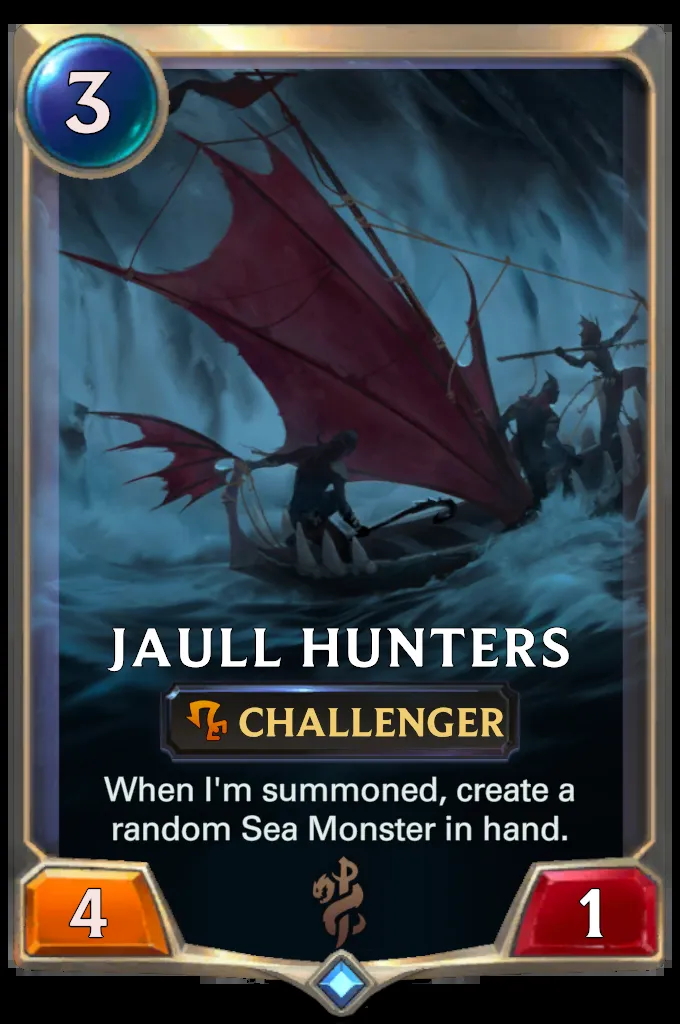 3
JAULL HUNTERS
CHALLENGER
When I'm summoned, create a
random Sea Monster in hand.
4
1